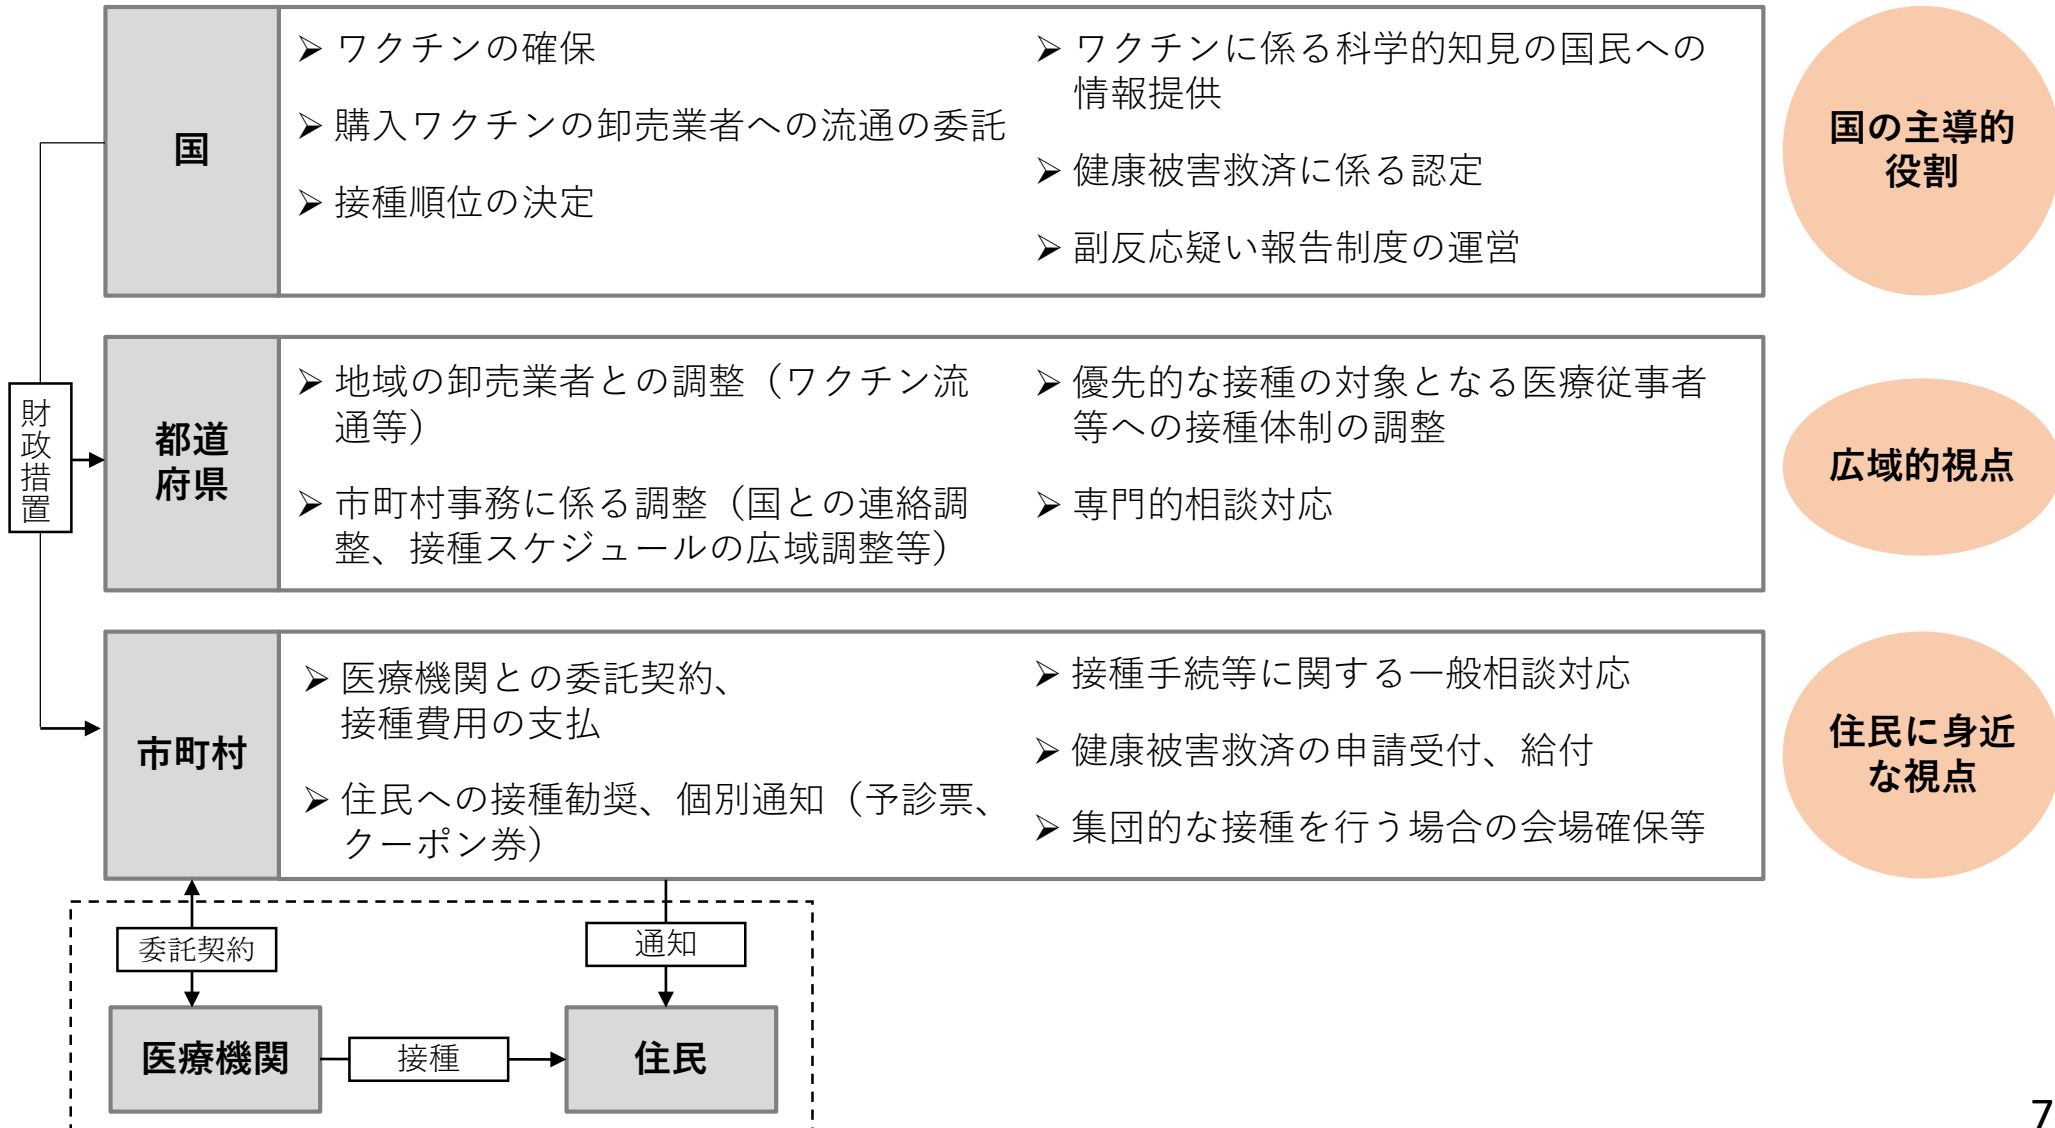 国
➢ ワクチンの確保
➢ 購入ワクチンの卸売業者への流通の委託
➢ 接種順位の決定
➢ ワクチンに係る科学的知見の国民への
情報提供
➢ 健康被害救済に係る認定
➢ 副反応疑い報告制度の運営
国の主導的
役割
財政措置
都道
府県
➢ 地域の卸売業者との調整（ワクチン流
通等）
➢ 市町村事務に係る調整（国との連絡調
整、接種スケジュールの広域調整等）
➢ 優先的な接種の対象となる医療従事者
等への接種体制の調整
➢ 専門的相談対応
広域的視点
市町村
➢ 医療機関との委託契約、
接種費用の支払
➢ 住民への接種勧奨、個別通知（予診票、
クーポン券）
➢ 接種手続等に関する一般相談対応
➢ 健康被害救済の申請受付、給付
➢ 集団的な接種を行う場合の会場確保等
住民に身近
な視点
委託契約
通知
医療機関
接種
住民
7